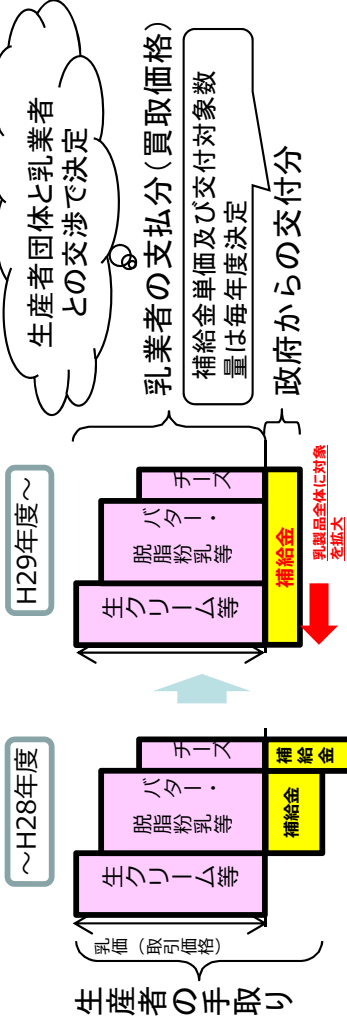 生産者の手取り
乳価（取引価格）
～H28年度
生クリーム等
バター・
脱脂粉乳等
チーズ
補給金
補給金
H29年度～
生クリーム等
バター・
脱脂粉乳等
チーズ
補給金
乳製品全体に対象
を拡大
生産者団体と乳業者
との交渉で決定
乳業者の支払分（買取価格）
補給金単価及び交付対象数
量は毎年度決定
政府からの交付分